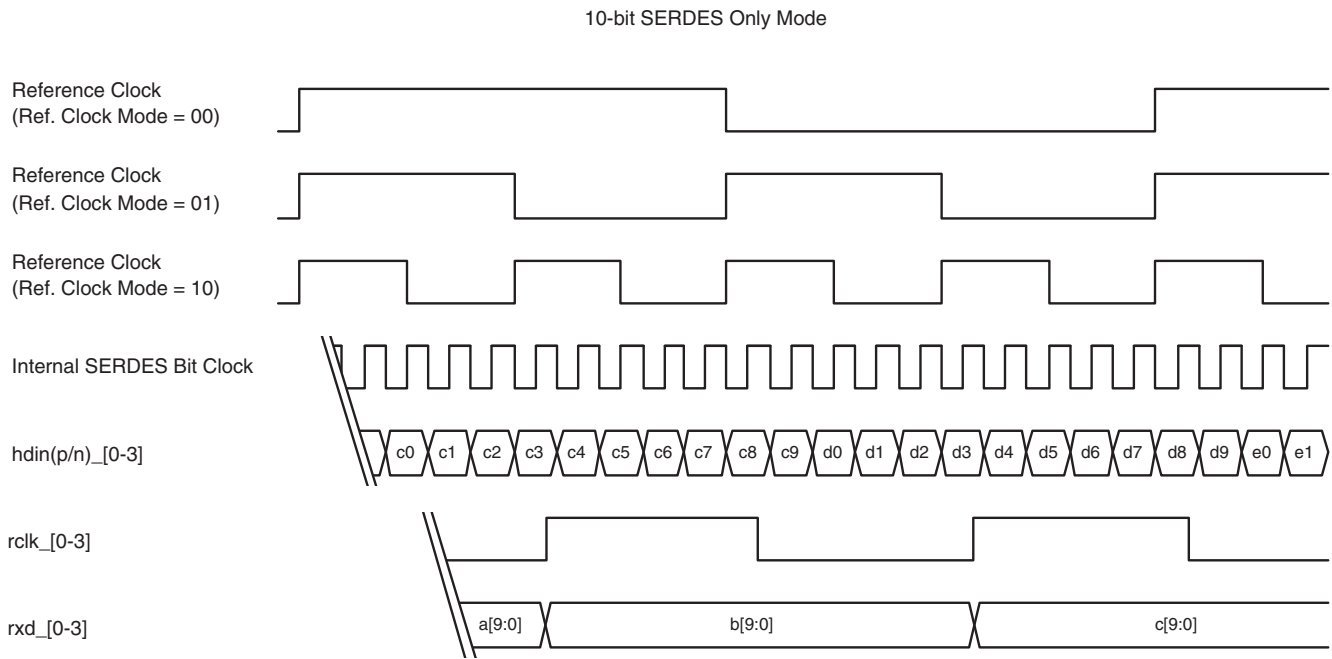 10-bit SERDES Only Mode
Reference Clock
(Ref. Clock Mode = 00)
Reference Clock
(Ref. Clock Mode = 01)
Reference Clock
(Ref. Clock Mode = 10)
Internal SERDES Bit Clock
hdin(p/n)_[0-3] c0 c1 c2 c3 c4 c5 c6 c7 c8 c9 d0 d1 d2 d3 d4 d5 d6 d7 d8 d9 e0 e1
rclk_[0-3]
rxd_[0-3] a[9:0] b[9:0] c[9:0]